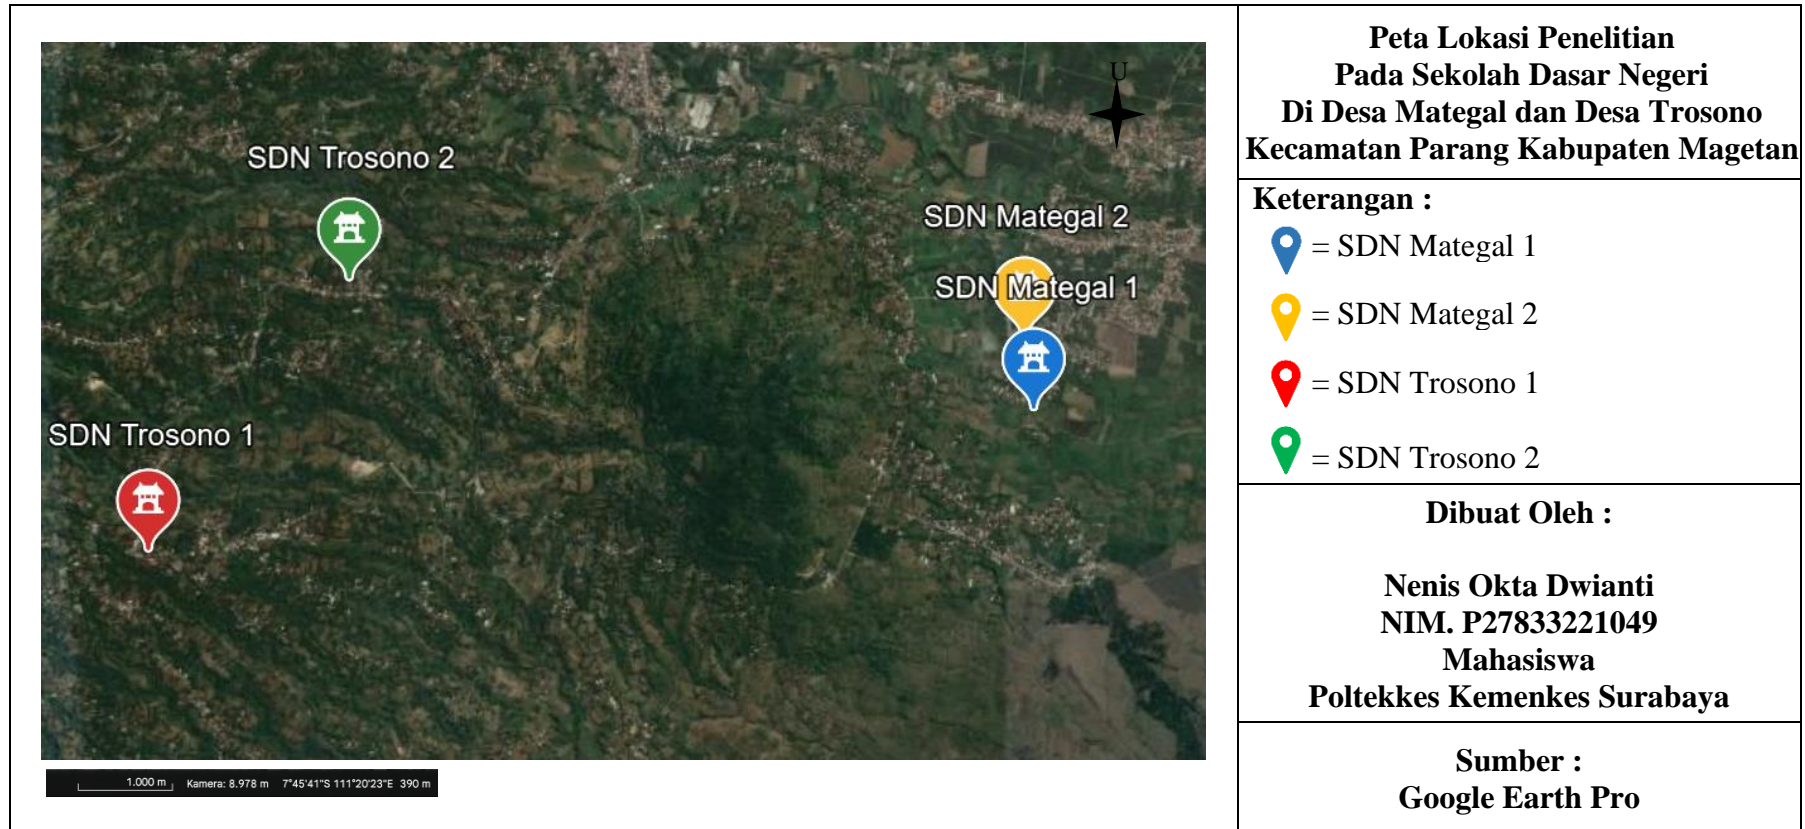 U
SDN Trosono 2
SDN Mategal 2
SDN Mategal 1
SDN Trosono 1
1.000 m Kamera: 8.978 m 7°45'41"S 111°20'23"E 390 m
Peta Lokasi Penelitian
Pada Sekolah Dasar Negeri
Di Desa Mategal dan Desa Trosono
Kecamatan Parang Kabupaten Magetan
Keterangan :
= SDN Mategal 1
= SDN Mategal 2
= SDN Trosono 1
= SDN Trosono 2
Dibuat Oleh :
Nenis Okta Dwianti
NIM. P27833221049
Mahasiswa
Poltekkes Kemenkes Surabaya
Sumber :
Google Earth Pro